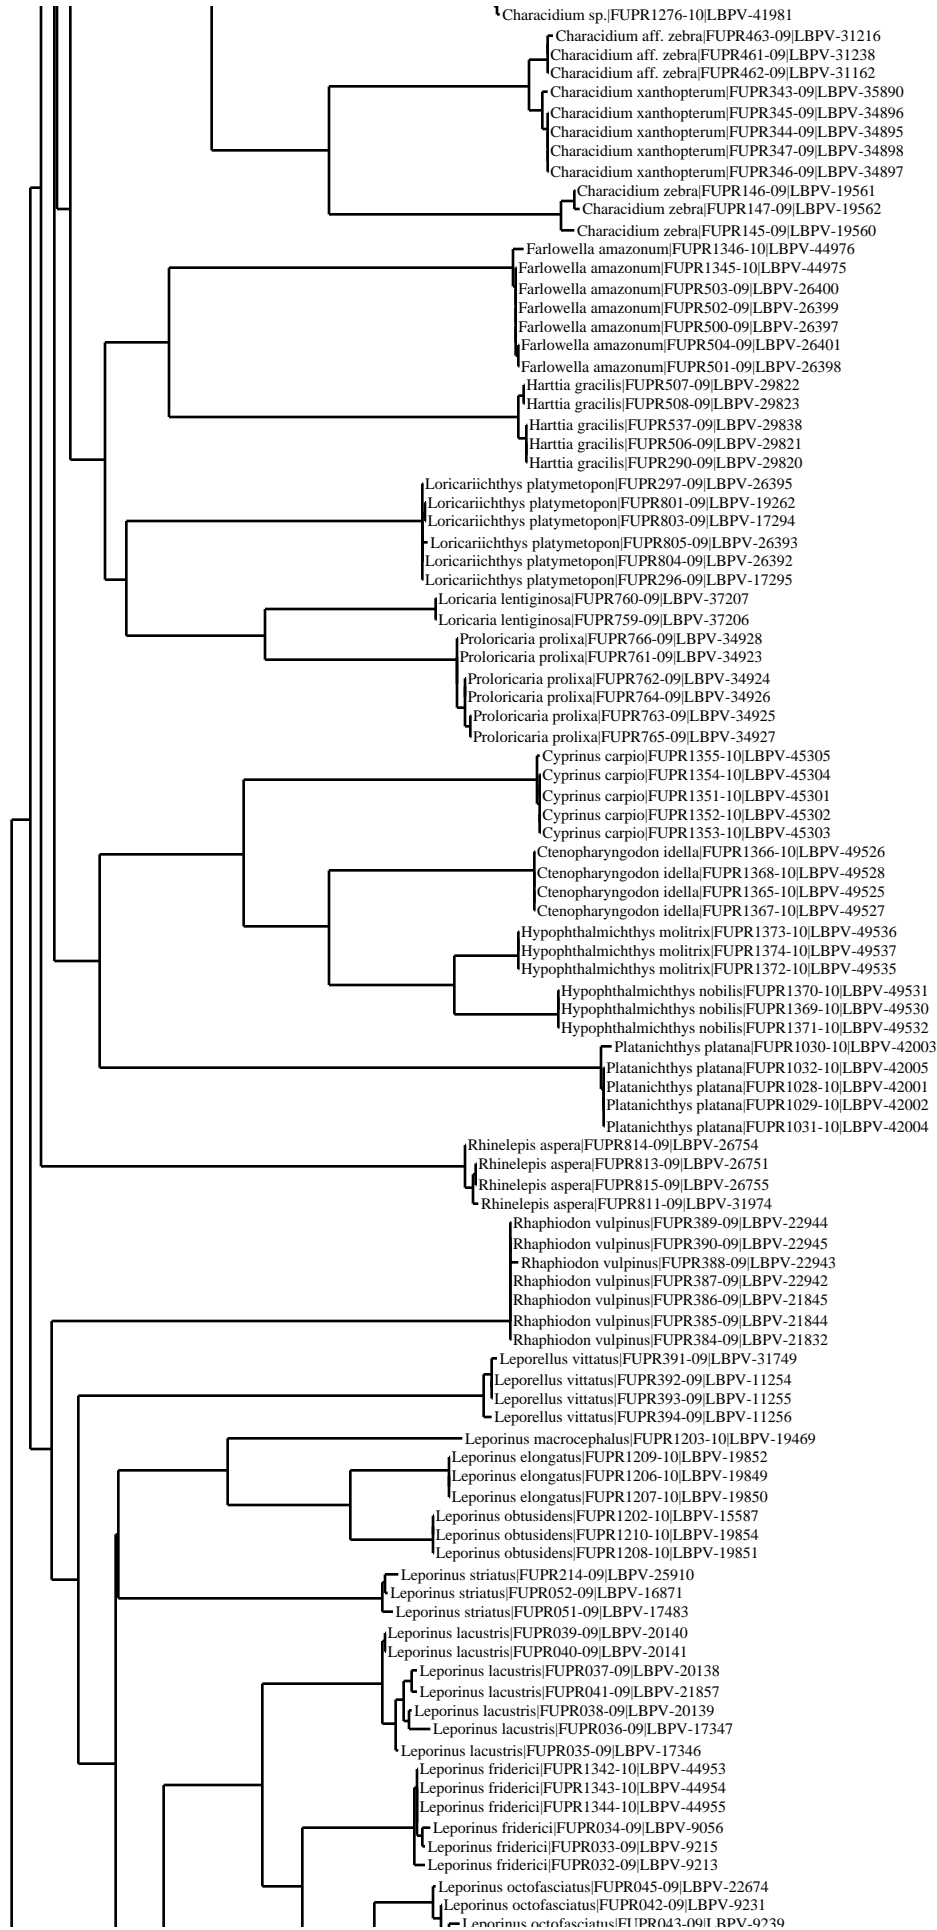 Characidium sp.|FUPR1276-10|LBPV-41981
Characidium aff. zebra|FUPR463-09|LBPV-31216
Characidium aff. zebra|FUPR461-09|LBPV-31238
Characidium aff. zebra|FUPR462-09|LBPV-31162
Characidium xanthopterum|FUPR343-09|LBPV-35890
Characidium xanthopterum|FUPR345-09|LBPV-34896
Characidium xanthopterum|FUPR344-09|LBPV-34895
Characidium xanthopterum|FUPR347-09|LBPV-34898
Characidium xanthopterum|FUPR346-09|LBPV-34897
Characidium zebra|FUPR146-09|LBPV-19561
Characidium zebra|FUPR147-09|LBPV-19562
Characidium zebra|FUPR145-09|LBPV-19560
Farlowella amazonum|FUPR1346-10|LBPV-44976
Farlowella amazonum|FUPR1345-10|LBPV-44975
Farlowella amazonum|FUPR503-09|LBPV-26400
Farlowella amazonum|FUPR502-09|LBPV-26399
Farlowella amazonum|FUPR500-09|LBPV-26397
Farlowella amazonum|FUPR504-09|LBPV-26401
Farlowella amazonum|FUPR501-09|LBPV-26398
Harttia gracilis|FUPR507-09|LBPV-29822
Harttia gracilis|FUPR508-09|LBPV-29823
Harttia gracilis|FUPR537-09|LBPV-29838
Harttia gracilis|FUPR506-09|LBPV-29821
Harttia gracilis|FUPR290-09|LBPV-29820
Loricariichthys platymetopon|FUPR297-09|LBPV-26395
Loricariichthys platymetopon|FUPR801-09|LBPV-19262
Loricariichthys platymetopon|FUPR803-09|LBPV-17294
Loricariichthys platymetopon|FUPR805-09|LBPV-26393
Loricariichthys platymetopon|FUPR804-09|LBPV-26392
Loricariichthys platymetopon|FUPR296-09|LBPV-17295
Loricaria lentiginosa|FUPR760-09|LBPV-37207
Loricaria lentiginosa|FUPR759-09|LBPV-37206
Proloricaria prolixa|FUPR766-09|LBPV-34928
Proloricaria prolixa|FUPR761-09|LBPV-34923
Proloricaria prolixa|FUPR762-09|LBPV-34924
Proloricaria prolixa|FUPR764-09|LBPV-34926
Proloricaria prolixa|FUPR763-09|LBPV-34925
Proloricaria prolixa|FUPR765-09|LBPV-34927
Cyprinus carpio|FUPR1355-10|LBPV-45305
Cyprinus carpio|FUPR1354-10|LBPV-45304
Cyprinus carpio|FUPR1351-10|LBPV-45301
Cyprinus carpio|FUPR1352-10|LBPV-45302
Cyprinus carpio|FUPR1353-10|LBPV-45303
Ctenopharyngodon idella|FUPR1366-10|LBPV-49526
Ctenopharyngodon idella|FUPR1368-10|LBPV-49528
Ctenopharyngodon idella|FUPR1365-10|LBPV-49525
Ctenopharyngodon idella|FUPR1367-10|LBPV-49527
Hypophthalmichthys molitrix|FUPR1373-10|LBPV-49536
Hypophthalmichthys molitrix|FUPR1374-10|LBPV-49537
Hypophthalmichthys molitrix|FUPR1372-10|LBPV-49535
Hypophthalmichthys nobilis|FUPR1370-10|LBPV-49531
Hypophthalmichthys nobilis|FUPR1369-10|LBPV-49530
Hypophthalmichthys nobilis|FUPR1371-10|LBPV-49532
Platanichthys platana|FUPR1030-10|LBPV-42003
Platanichthys platana|FUPR1032-10|LBPV-42005
Platanichthys platana|FUPR1028-10|LBPV-42001
Platanichthys platana|FUPR1029-10|LBPV-42002
Platanichthys platana|FUPR1031-10|LBPV-42004
Rhinelepis aspera|FUPR814-09|LBPV-26754
Rhinelepis aspera|FUPR813-09|LBPV-26751
Rhinelepis aspera|FUPR815-09|LBPV-26755
Rhinelepis aspera|FUPR811-09|LBPV-31974
Rhaphiodon vulpinus|FUPR389-09|LBPV-22944
Rhaphiodon vulpinus|FUPR390-09|LBPV-22945
Rhaphiodon vulpinus|FUPR388-09|LBPV-22943
Rhaphiodon vulpinus|FUPR387-09|LBPV-22942
Rhaphiodon vulpinus|FUPR386-09|LBPV-21845
Rhaphiodon vulpinus|FUPR385-09|LBPV-21844
Rhaphiodon vulpinus|FUPR384-09|LBPV-21832
Leporellus vittatus|FUPR391-09|LBPV-31749
Leporellus vittatus|FUPR392-09|LBPV-11254
Leporellus vittatus|FUPR393-09|LBPV-11255
Leporellus vittatus|FUPR394-09|LBPV-11256
Leporinus macrocephalus|FUPR1203-10|LBPV-19469
Leporinus elongatus|FUPR1209-10|LBPV-19852
Leporinus elongatus|FUPR1206-10|LBPV-19849
Leporinus elongatus|FUPR1207-10|LBPV-19850
Leporinus obtusidens|FUPR1202-10|LBPV-15587
Leporinus obtusidens|FUPR1210-10|LBPV-19854
Leporinus obtusidens|FUPR1208-10|LBPV-19851
Leporinus striatus|FUPR214-09|LBPV-25910
Leporinus striatus|FUPR052-09|LBPV-16871
Leporinus striatus|FUPR051-09|LBPV-17483
Leporinus lacustris|FUPR039-09|LBPV-20140
Leporinus lacustris|FUPR040-09|LBPV-20141
Leporinus lacustris|FUPR037-09|LBPV-20138
Leporinus lacustris|FUPR041-09|LBPV-21857
Leporinus lacustris|FUPR038-09|LBPV-20139
Leporinus lacustris|FUPR036-09|LBPV-17347
Leporinus lacustris|FUPR035-09|LBPV-17346
Leporinus friderici|FUPR1342-10|LBPV-44953
Leporinus friderici|FUPR1343-10|LBPV-44954
Leporinus friderici|FUPR1344-10|LBPV-44955
Leporinus friderici|FUPR034-09|LBPV-9056
Leporinus friderici|FUPR033-09|LBPV-9215
Leporinus friderici|FUPR032-09|LBPV-9213
Leporinus octofasciatus|FUPR045-09|LBPV-22674
Leporinus octofasciatus|FUPR042-09|LBPV-9231
Leporinus octofasciatus|FUPR043-09|LBPV-9239